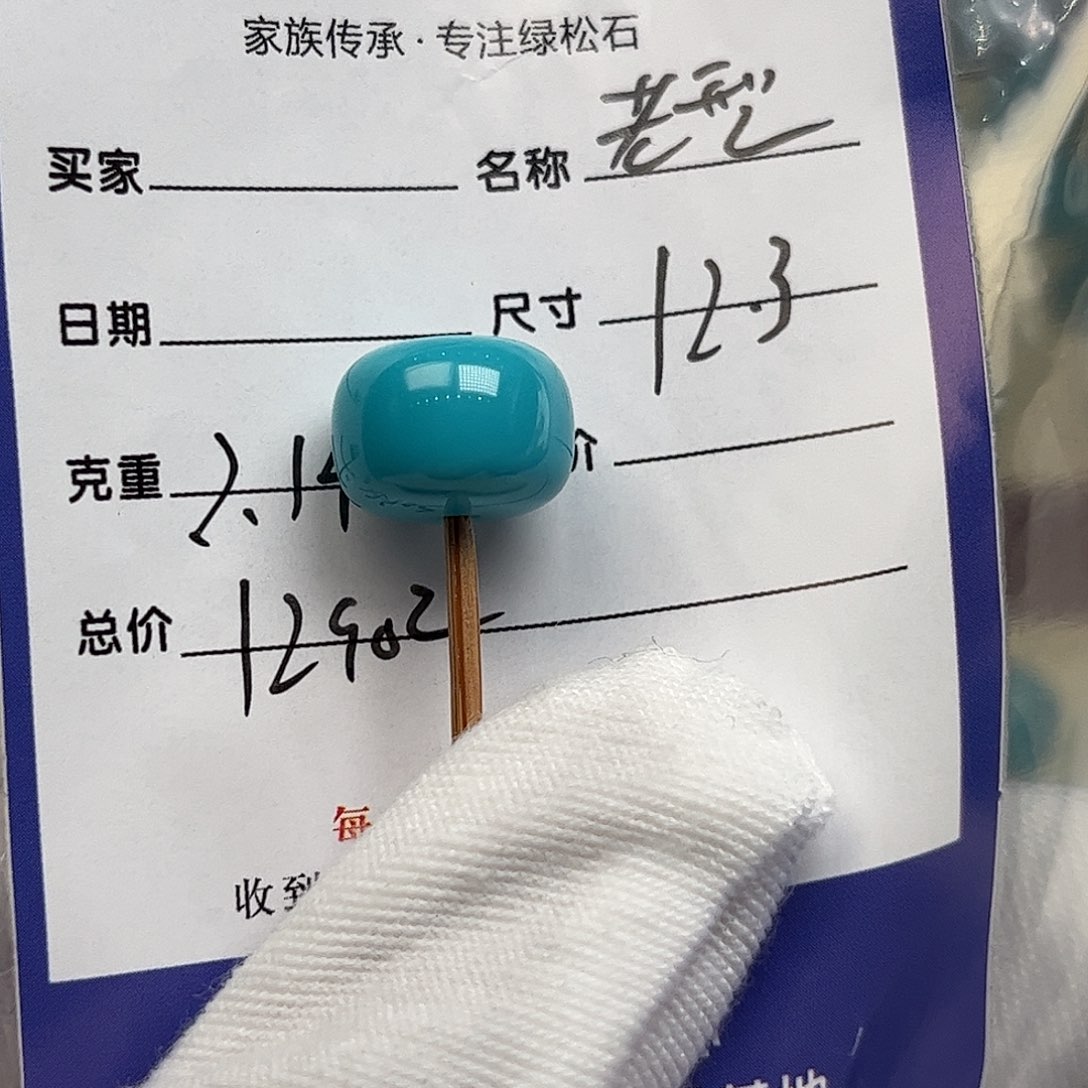 家族传承·专注绿松石
买家 名称 老型
日期 尺寸 12.3
克重 2.14 价
总价 12902
每
收到